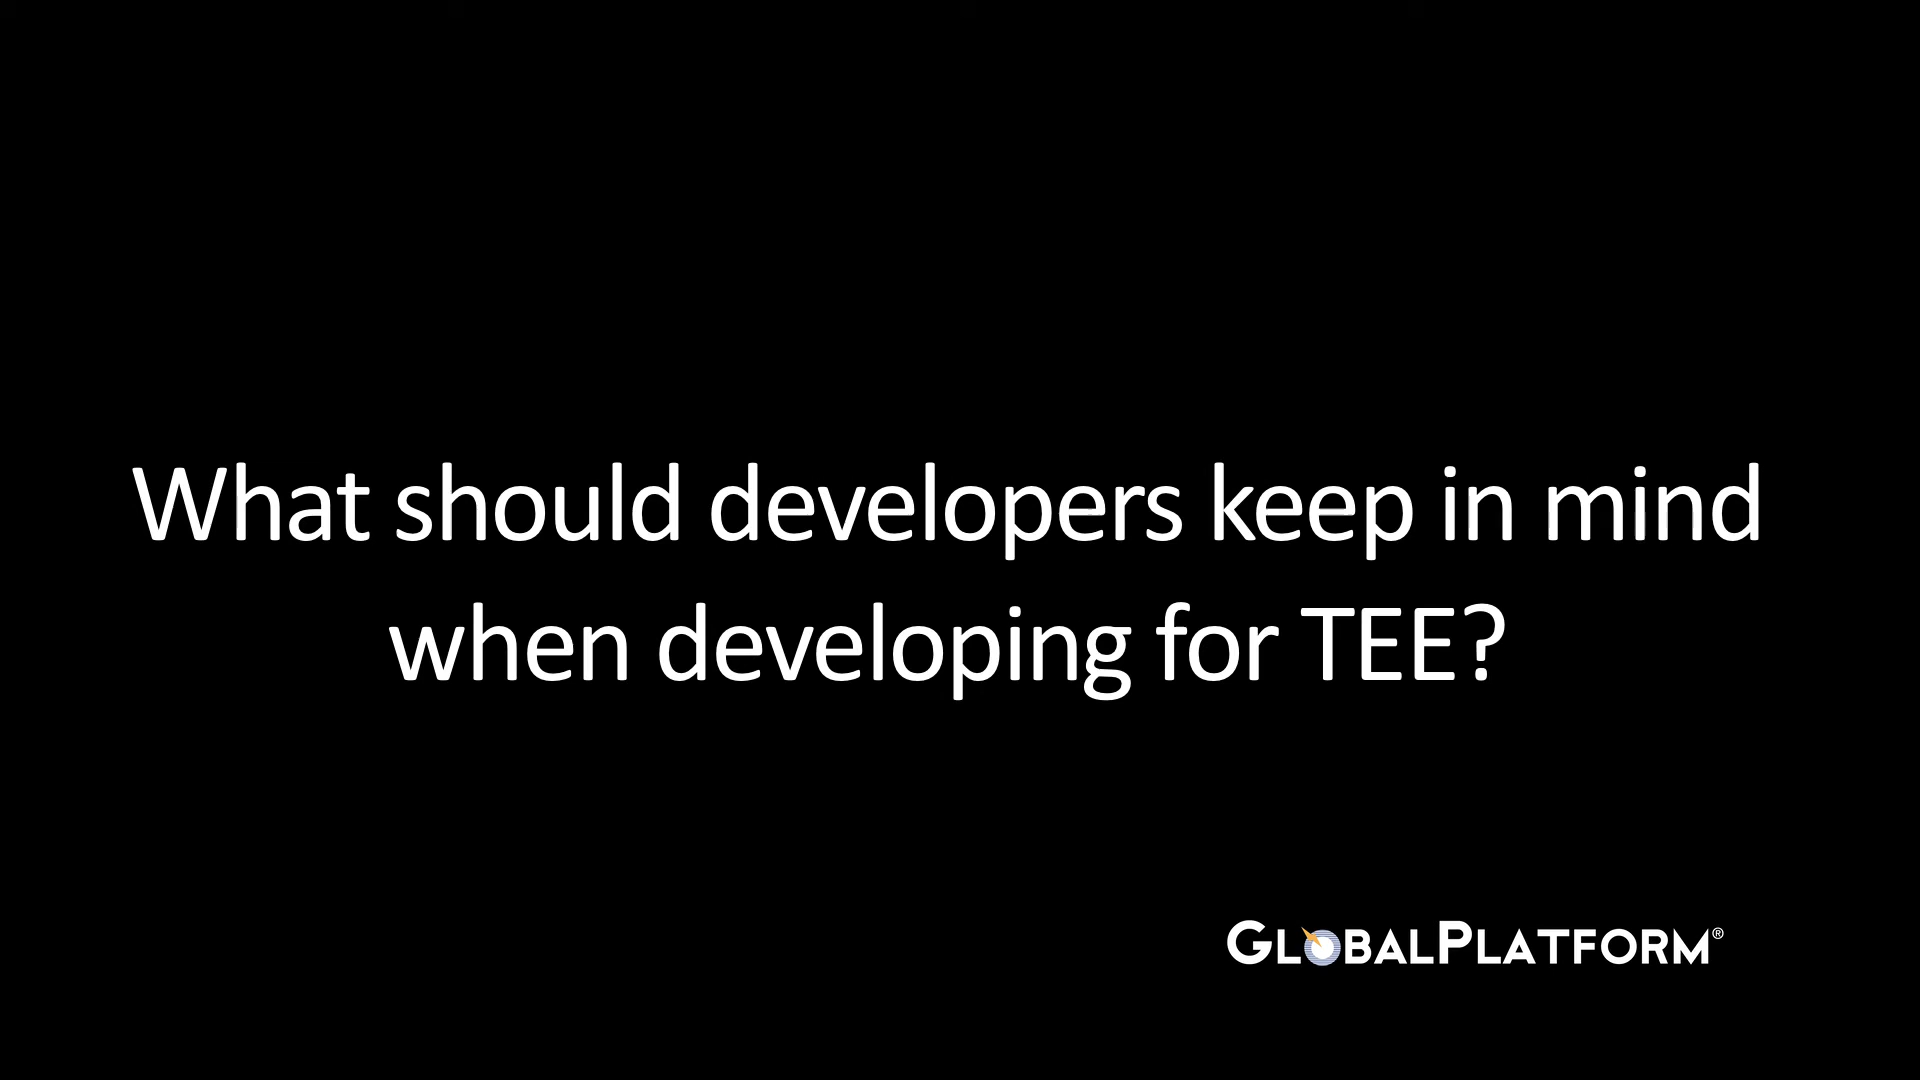 What should developers keep in mind
when developing for TEE?
GLOBALPLATFORM®